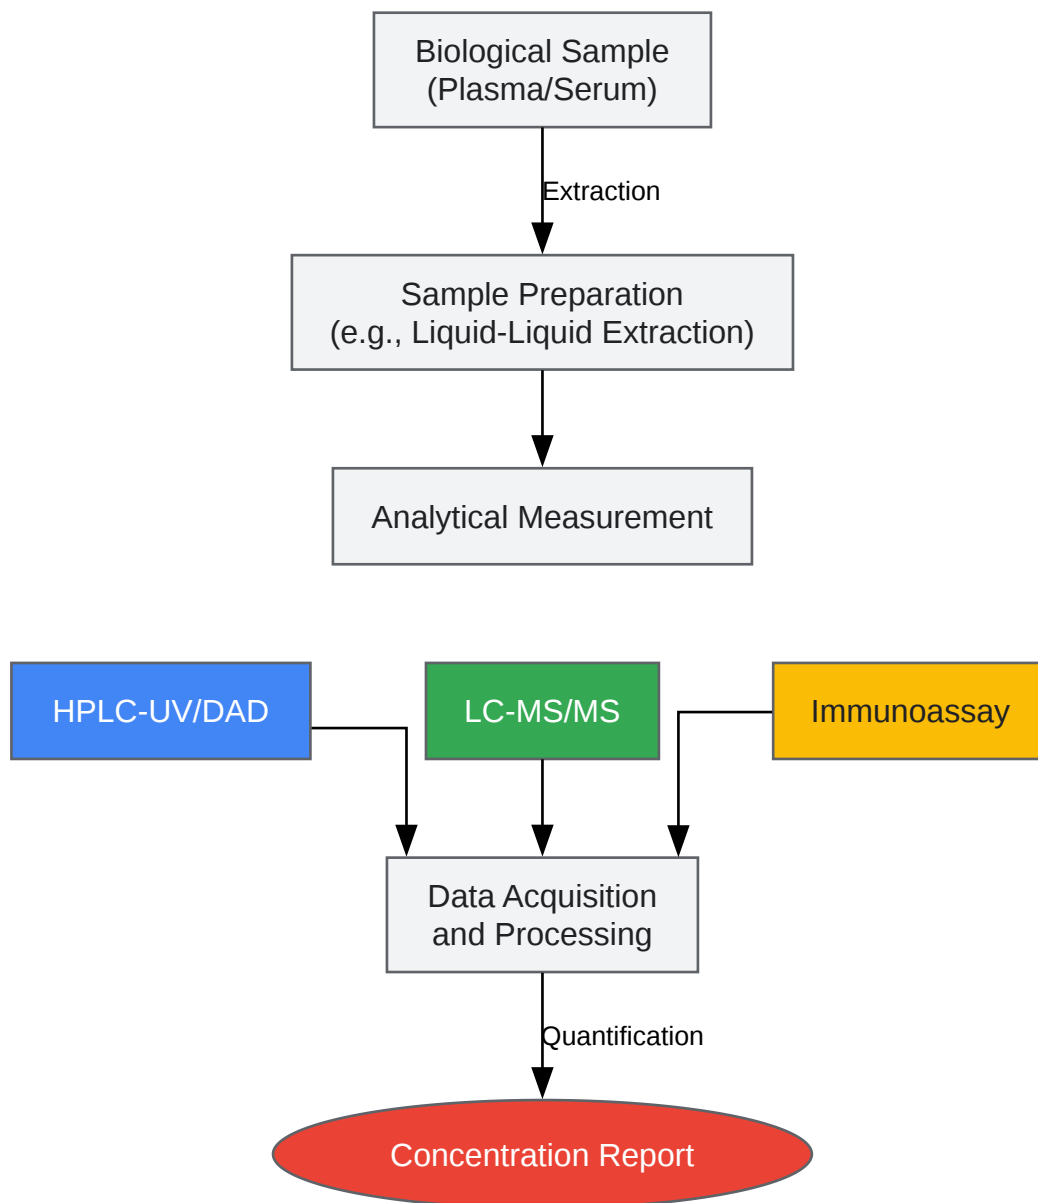 Biological Sample
(Plasma/Serum)
Extraction
Sample Preparation
(e.g., Liquid-Liquid Extraction)
Analytical Measurement
HPLC-UV/DAD
LC-MS/MS
Immunoassay
Data Acquisition
and Processing
Quantification
Concentration Report